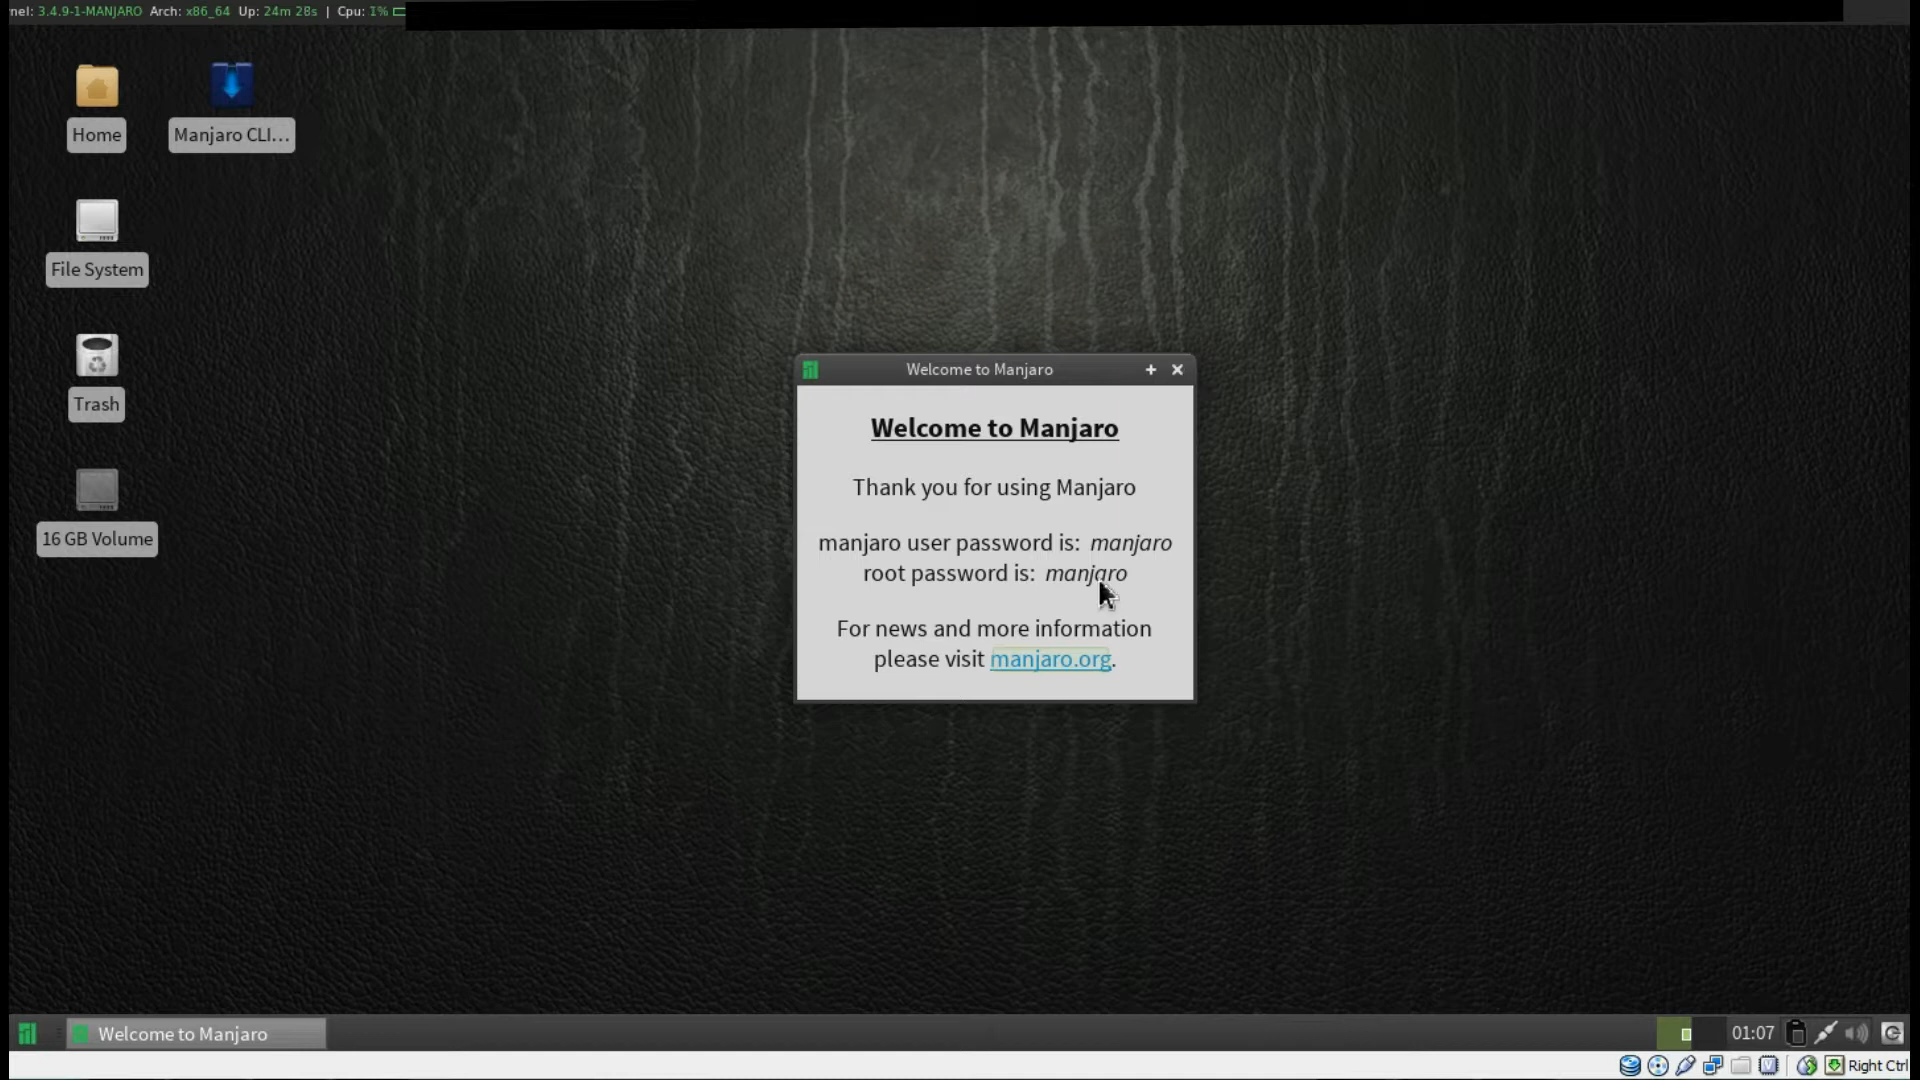 nel: 3.4.9-1-MANJARO Arch: x86_64 Up: 24m 28s | Cpu: 1%
Home
Manjaro CLI...
File System
Trash
16 GB Volume
Welcome to Manjaro
Welcome to Manjaro
Thank you for using Manjaro
manjaro user password is: manjaro
root password is: manjaro
For news and more information
please visit manjaro.org.
Welcome to Manjaro
01:07
Right Ctrl